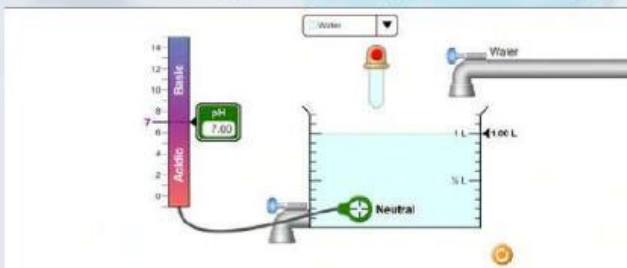 Water
14
12
10
8
7
6
4
2
0
Basic
Acidic
pH
7.00
Water
1 L
1.00 L
½ L
Neutral